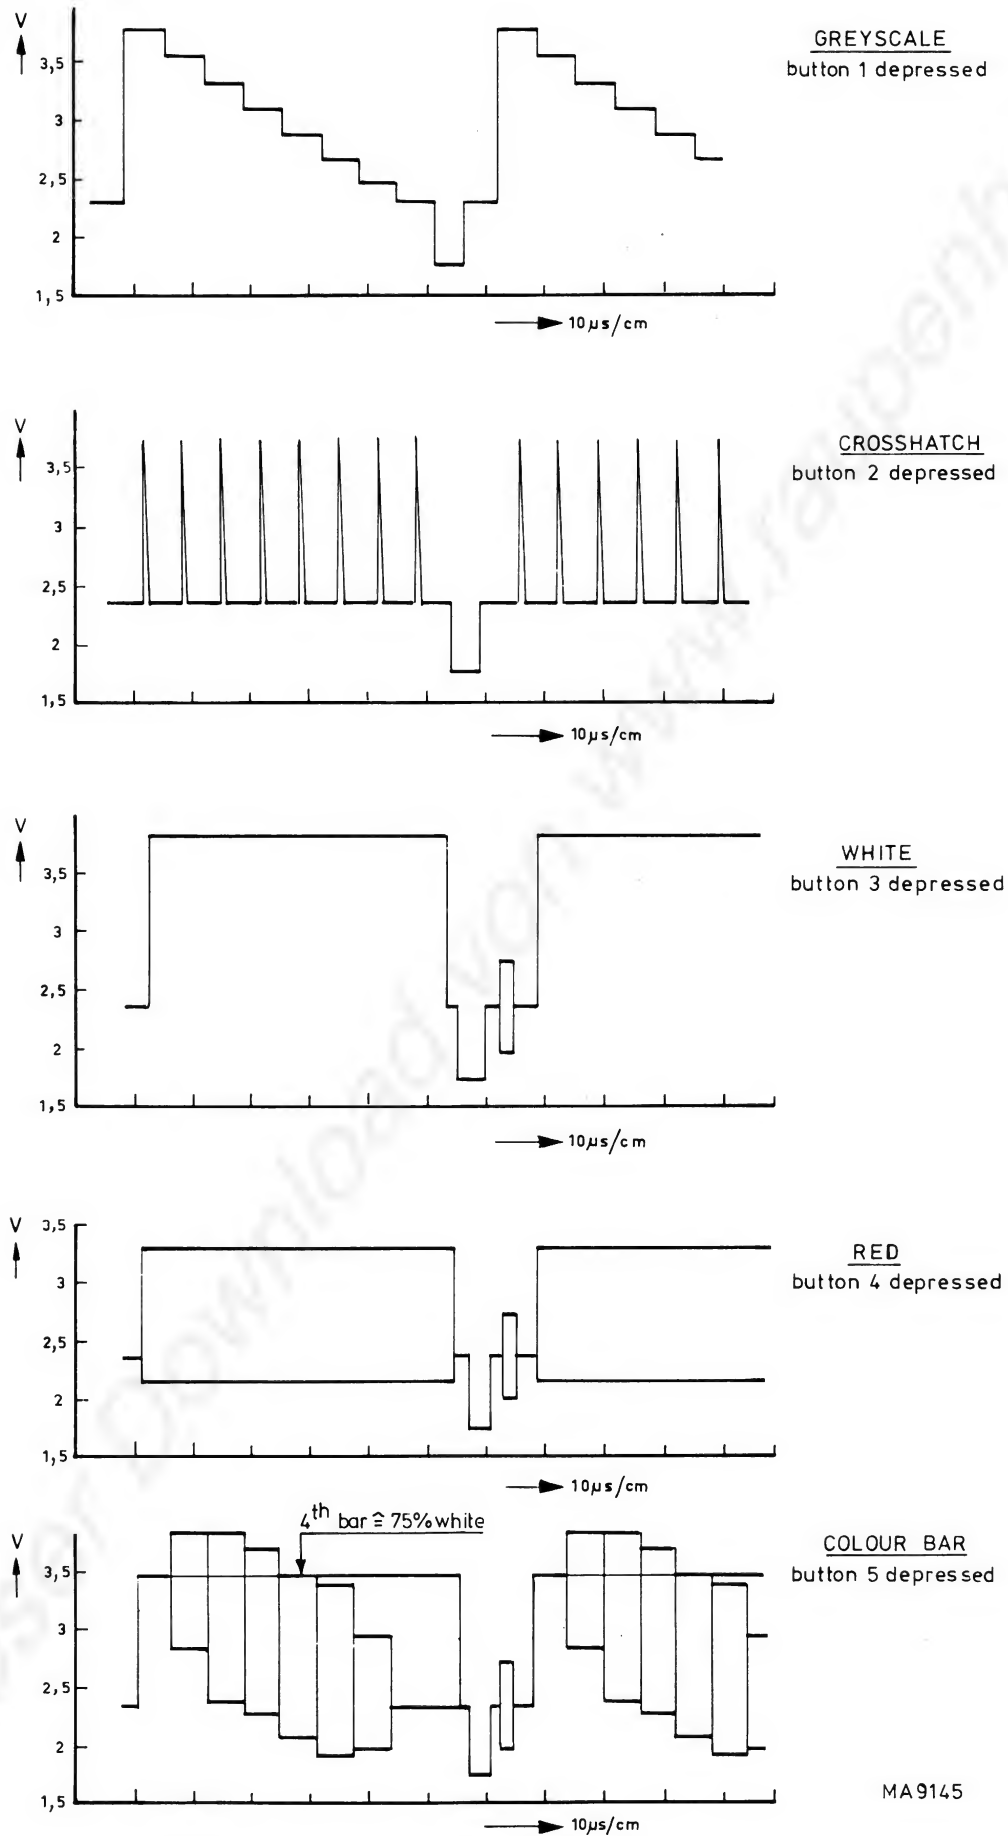 V
3,5
3
2,5
2
1,5
10µs/cm
GREYSCALE
button 1 depressed
V
3,5
3
2,5
2
1,5
10µs/cm
CROSSHATCH
button 2 depressed
V
3,5
3
2,5
2
1,5
10µs/cm
WHITE
button 3 depressed
V
3,5
3
2,5
2
1,5
10µs/cm
RED
button 4 depressed
4th bar ≙ 75% white
V
3,5
3
2,5
2
1,5
10µs/cm
COLOUR BAR
button 5 depressed
MA9145
Download von www.raupenh